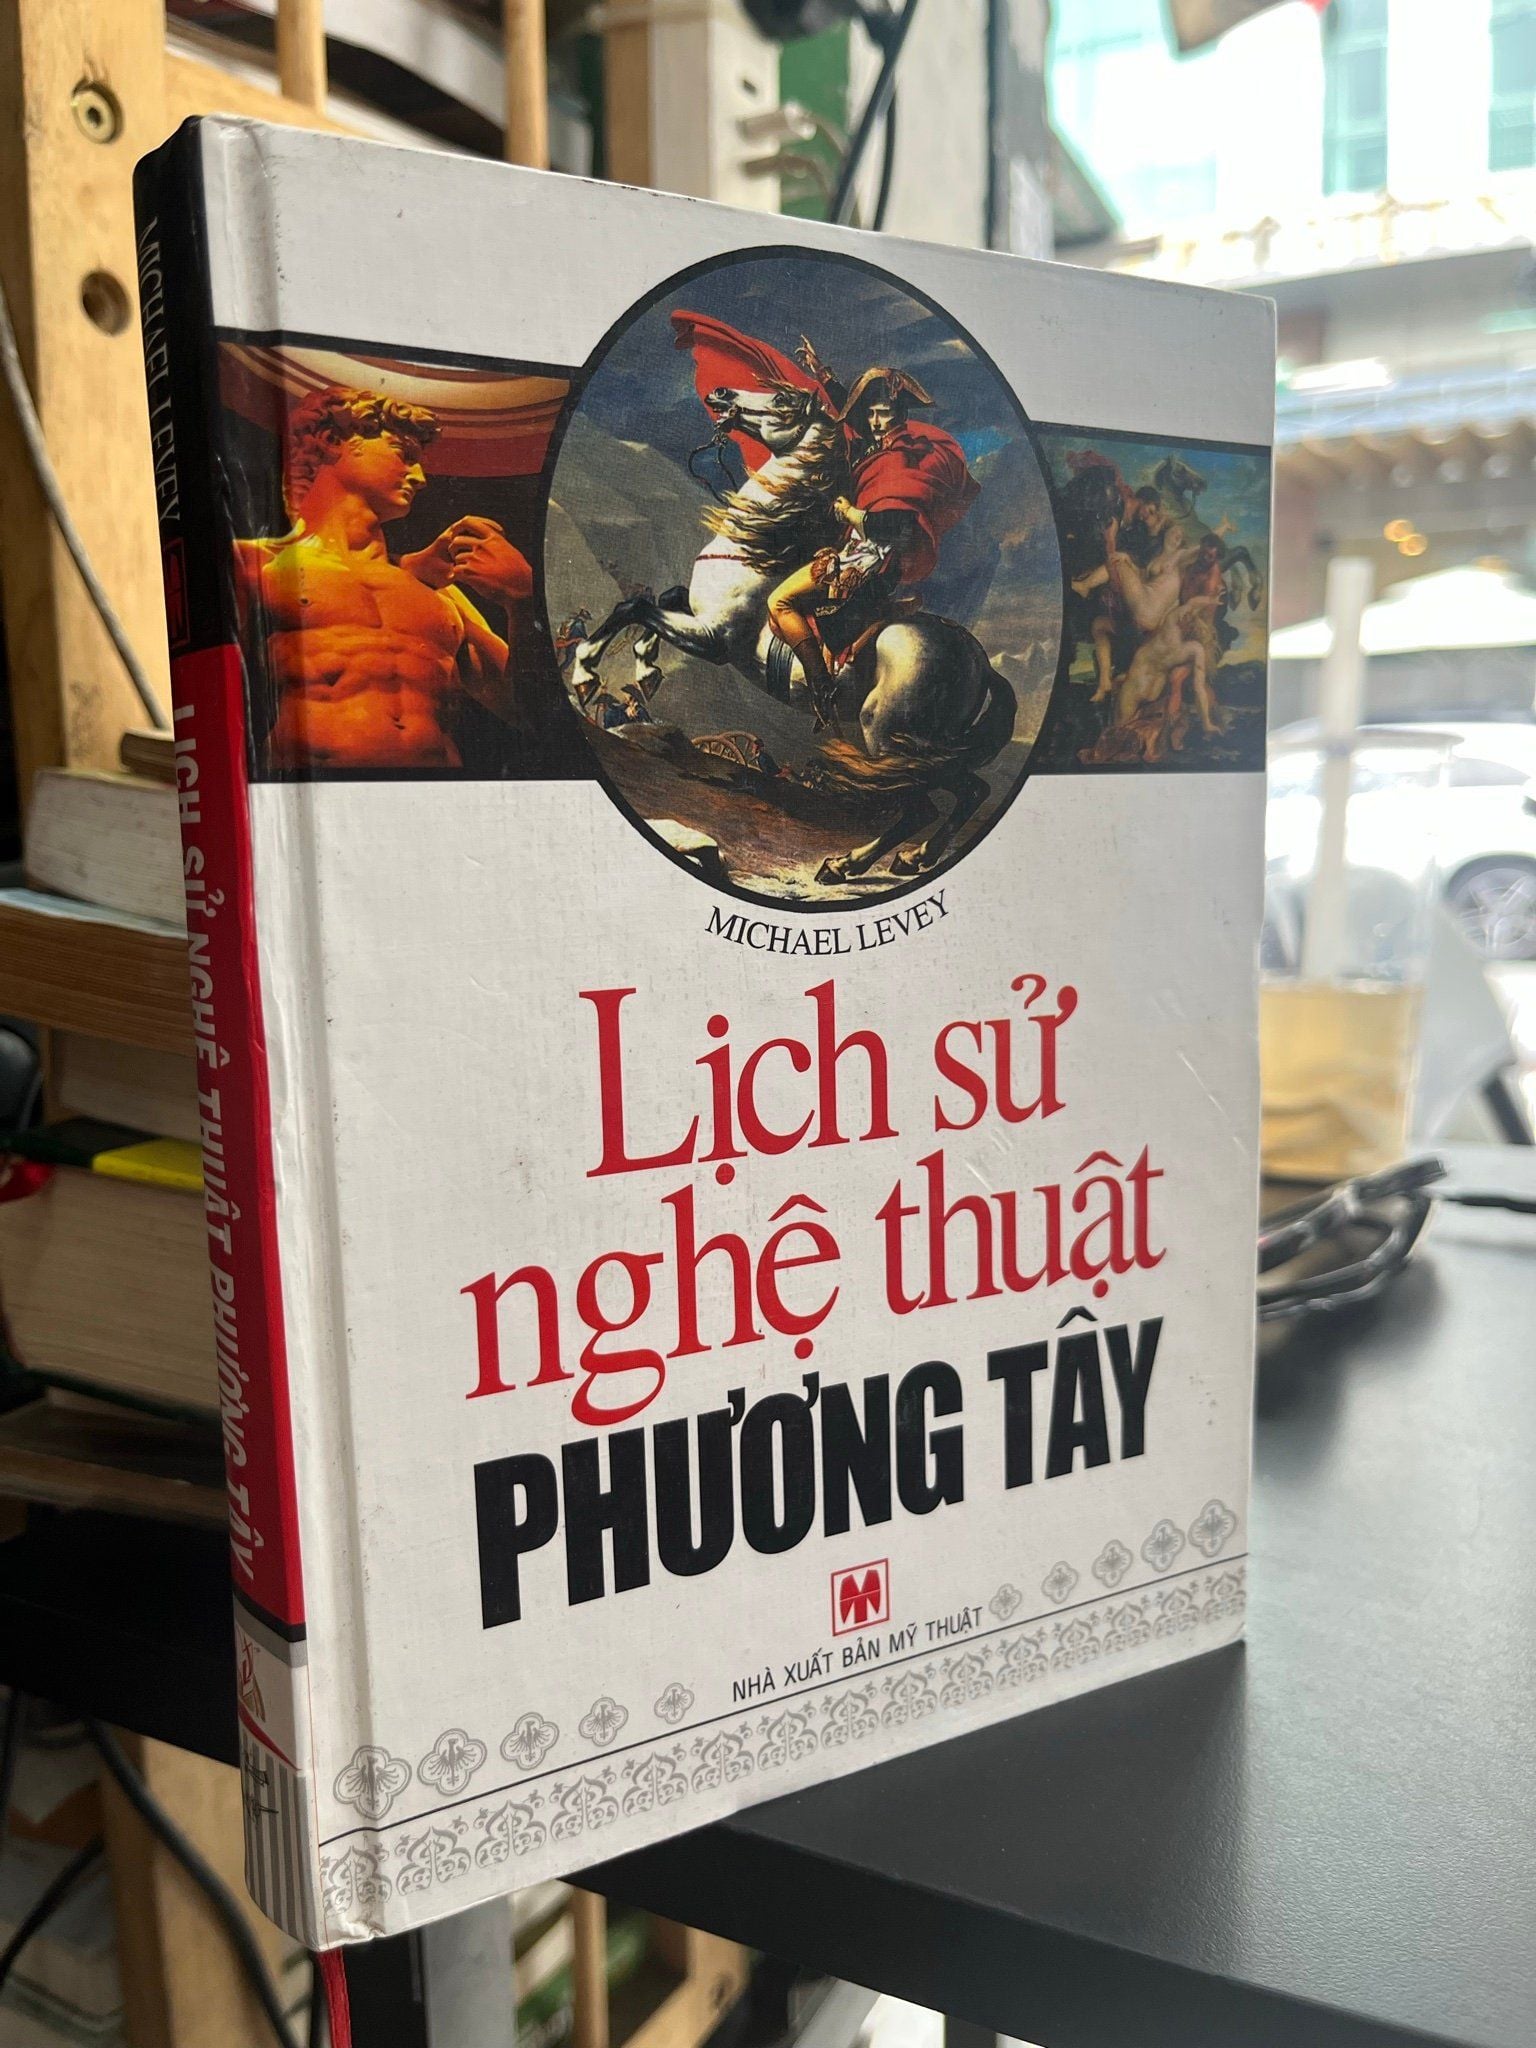 MICHAEL LEVEY
Lịch sử
nghệ thuật
PHƯƠNG TÂY
NHÀ XUẤT BẢN MỸ THUẬT
MICHAEL LEVEY
LỊCH SỬ NGHỆ THUẬT PHƯƠNG TÂY